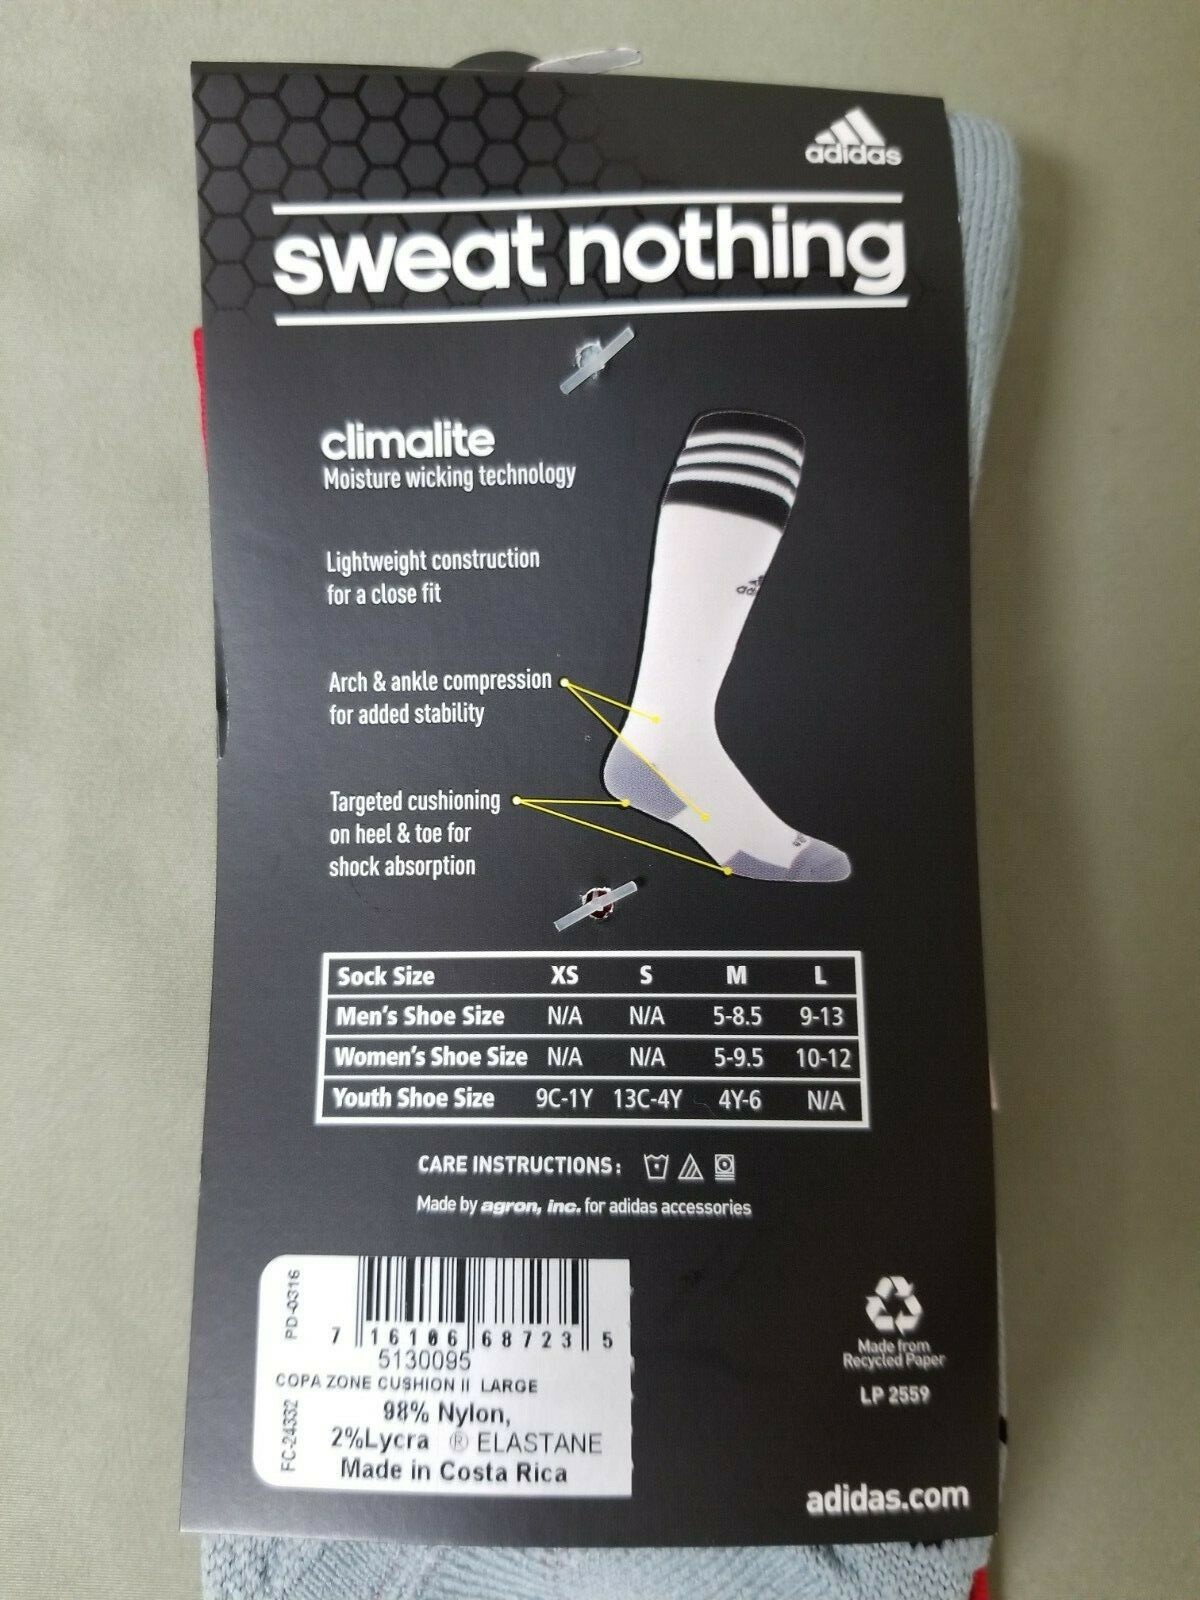 adidas
sweat nothing
climalite
Moisture wicking technology
Lightweight construction
for a close fit
Arch & ankle compression
for added stability
Targeted cushioning
on heel & toe for
shock absorption
Sock Size XS S M L
Men's Shoe Size N/A N/A 5-8.5 9-13
Women's Shoe Size N/A N/A 5-9.5 10-12
Youth Shoe Size 9C-1Y 13C-4Y 4Y-6 N/A
CARE INSTRUCTIONS:
Made by agron, inc. for adidas accessories
PD-0316
7 16106 68723 5
5130095
COPA ZONE CUSHION II LARGE
FC-24332
98% Nylon,
2%Lycra ® ELASTANE
Made in Costa Rica
Made from
Recycled Paper
LP 2559
adidas.com